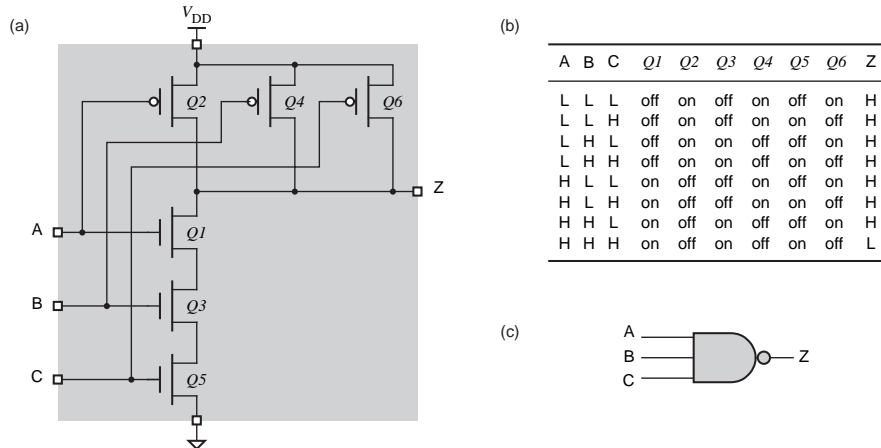 (a)
V_DD
Q2
Q4
Q6
Z
A
Q1
B
Q3
C
Q5
(b)
A B C Q1 Q2 Q3 Q4 Q5 Q6 Z
L L L off on off on off on H
L L H off on off on on off H
L H L off on on off off on H
L H H off on on off on off H
H L L on off off on off on H
H L H on off off on on off H
H H L on off on off off on H
H H H on off on off on off L
(c)
A
B
C
Z